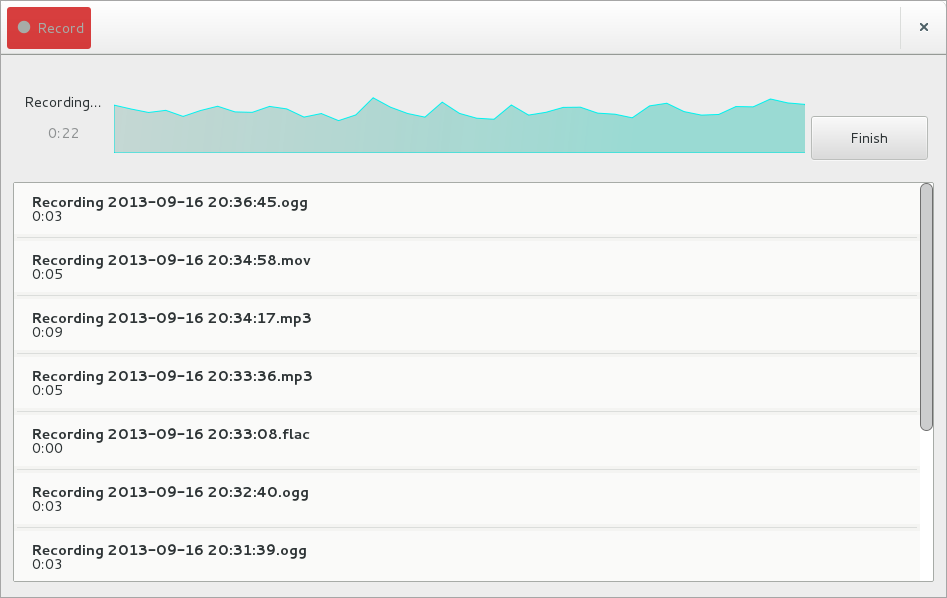 Record
Recording...
0:22
Finish
Recording 2013-09-16 20:36:45.ogg
0:03
Recording 2013-09-16 20:34:58.mov
0:05
Recording 2013-09-16 20:34:17.mp3
0:09
Recording 2013-09-16 20:33:36.mp3
0:05
Recording 2013-09-16 20:33:08.flac
0:00
Recording 2013-09-16 20:32:40.ogg
0:03
Recording 2013-09-16 20:31:39.ogg
0:03